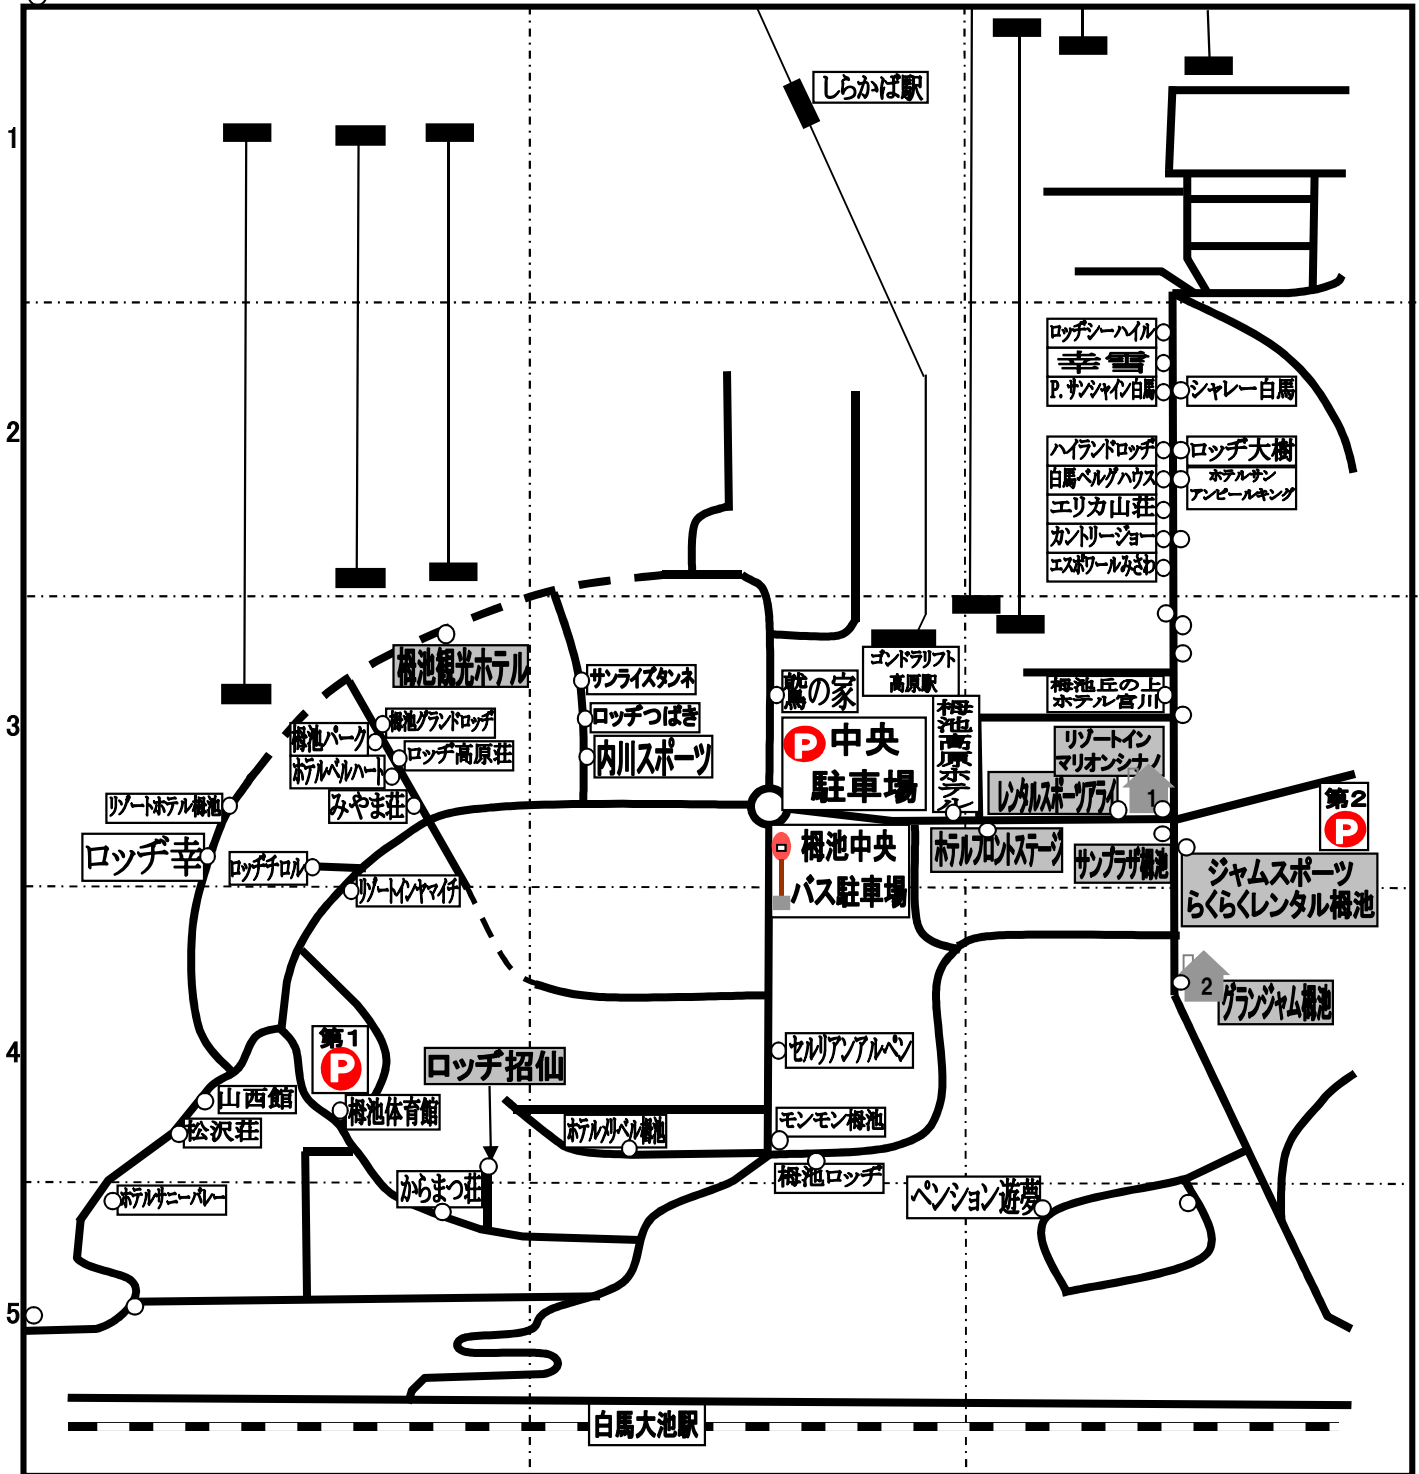 しらかば駅
1
ロッヂシーハイル
幸雪
P.サンシャイン白馬
シャレー白馬
2
ハイランドロッヂ
ロッヂ大樹
白馬ベルグハウス
ホテルサン
アンピールキング
エリカ山荘
カントリージョー
エスポワールみさわ
栂池観光ホテル
ゴンドラリフト
高原駅
サンライズタンネ
鷲の家
栂池丘の上
ホテル宮川
栂池グランドロッヂ
ロッヂつばき
3
栂池パーク
ロッヂ高原荘
内川スポーツ
P
中央
駐車場
栂池高原ホテル
リゾートイン
マリオンシナノ
ホテルベルハート
レンタルスポーツアライ
1
リゾートホテル栂池
みやま荘
第2
P
ロッヂ幸
ロッヂチロル
栂池中央
バス駐車場
ホテルフロントステージ
サンプラザ栂池
リゾートインヤマイチ
ジャムスポーツ
らくらくレンタル栂池
2
グランジャム栂池
4
第1
P
ロッヂ招仙
セルリアンアルペン
山西館
栂池体育館
松沢荘
ホテルメリベル栂池
モンモン栂池
栂池ロッヂ
からまつ荘
ホテルサニーバレー
ペンション遊夢
5
白馬大池駅